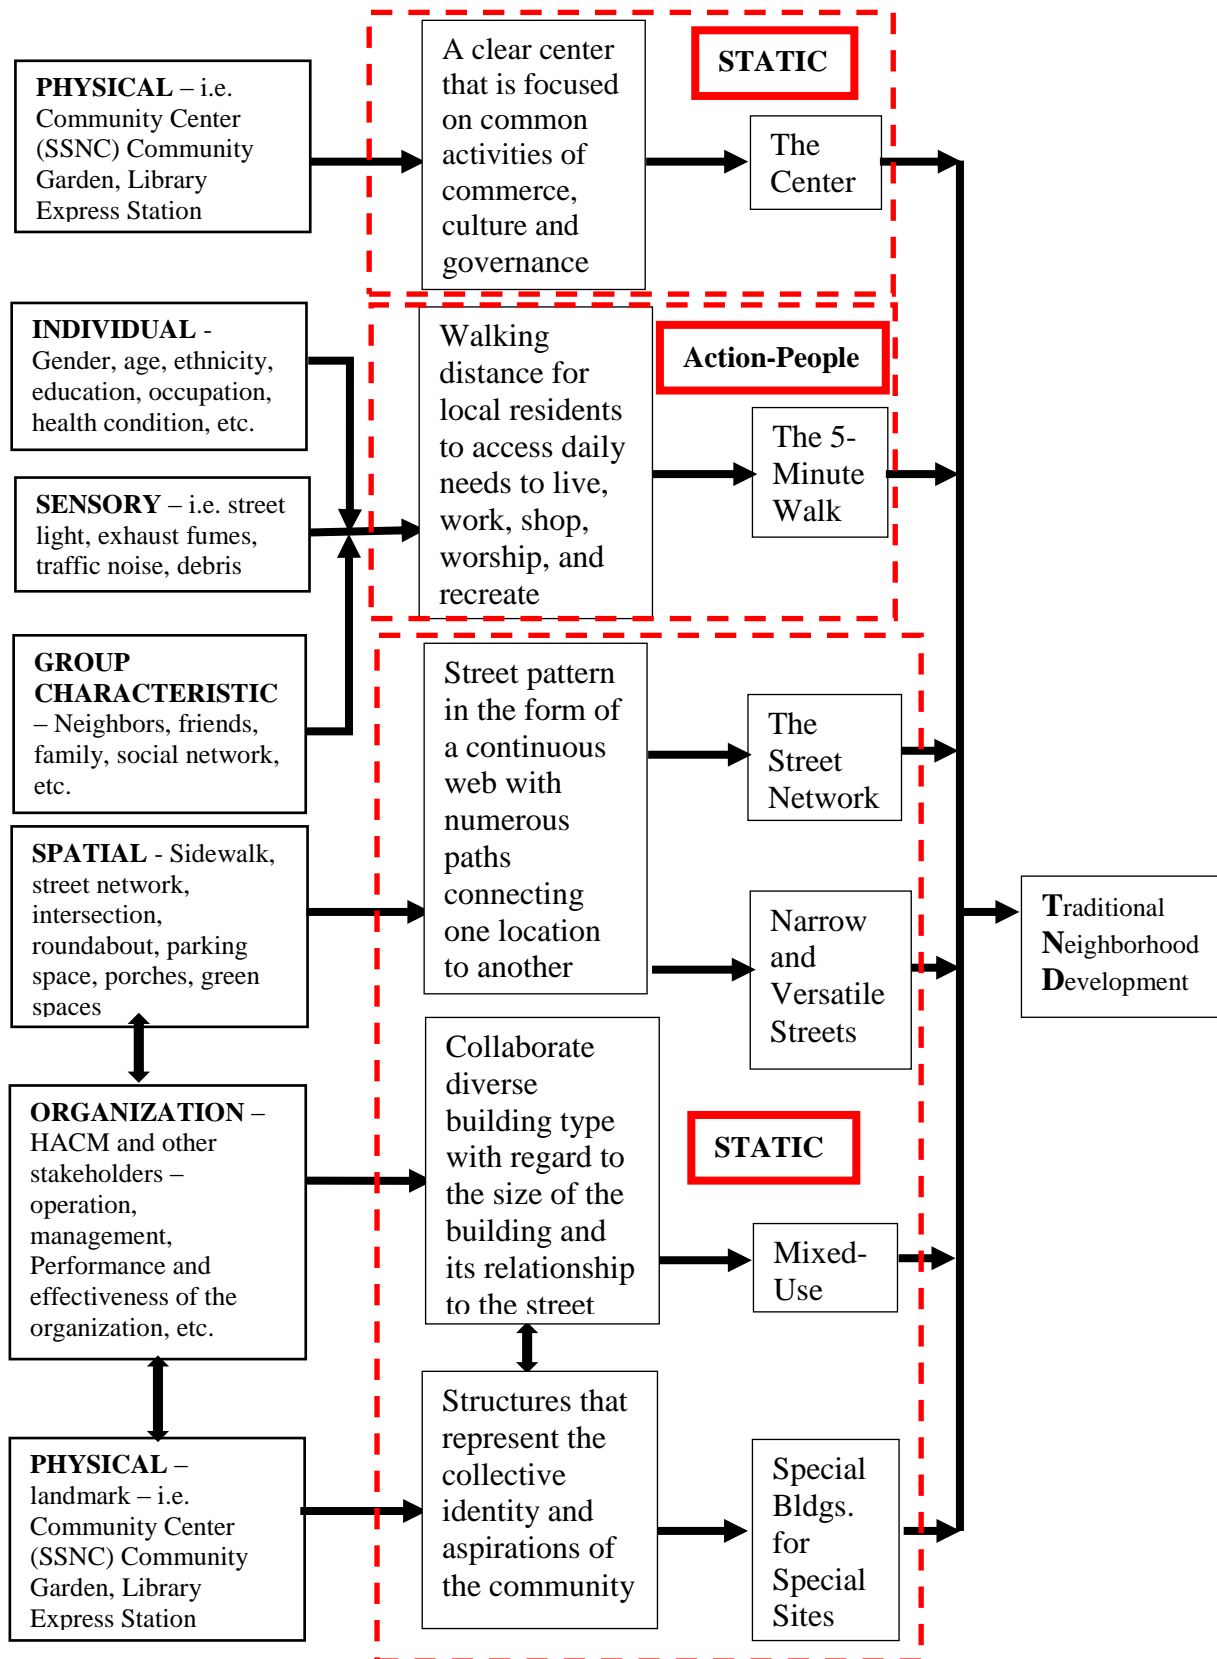 PHYSICAL – i.e.
Community Center
(SSNC) Community
Garden, Library
Express Station
A clear center
that is focused
on common
activities of
commerce,
culture and
governance
STATIC
The
Center
INDIVIDUAL -
Gender, age, ethnicity,
education, occupation,
health condition, etc.
SENSORY – i.e. street
light, exhaust fumes,
traffic noise, debris
GROUP
CHARACTERISTIC
– Neighbors, friends,
family, social network,
etc.
Walking
distance for
local residents
to access daily
needs to live,
work, shop,
worship, and
recreate
Action-People
The 5-
Minute
Walk
SPATIAL - Sidewalk,
street network,
intersection,
roundabout, parking
space, porches, green
spaces
Street pattern
in the form of
a continuous
web with
numerous
paths
connecting
one location
to another
The
Street
Network
Narrow
and
Versatile
Streets
Traditional
Neighborhood
Development
ORGANIZATION –
HACM and other
stakeholders –
operation,
management,
Performance and
effectiveness of the
organization, etc.
Collaborate
diverse
building type
with regard to
the size of the
building and
its relationship
to the street
STATIC
Mixed-
Use
PHYSICAL –
landmark – i.e.
Community Center
(SSNC) Community
Garden, Library
Express Station
Structures that
represent the
collective
identity and
aspirations of
the community
Special
Bldgs.
for
Special
Sites